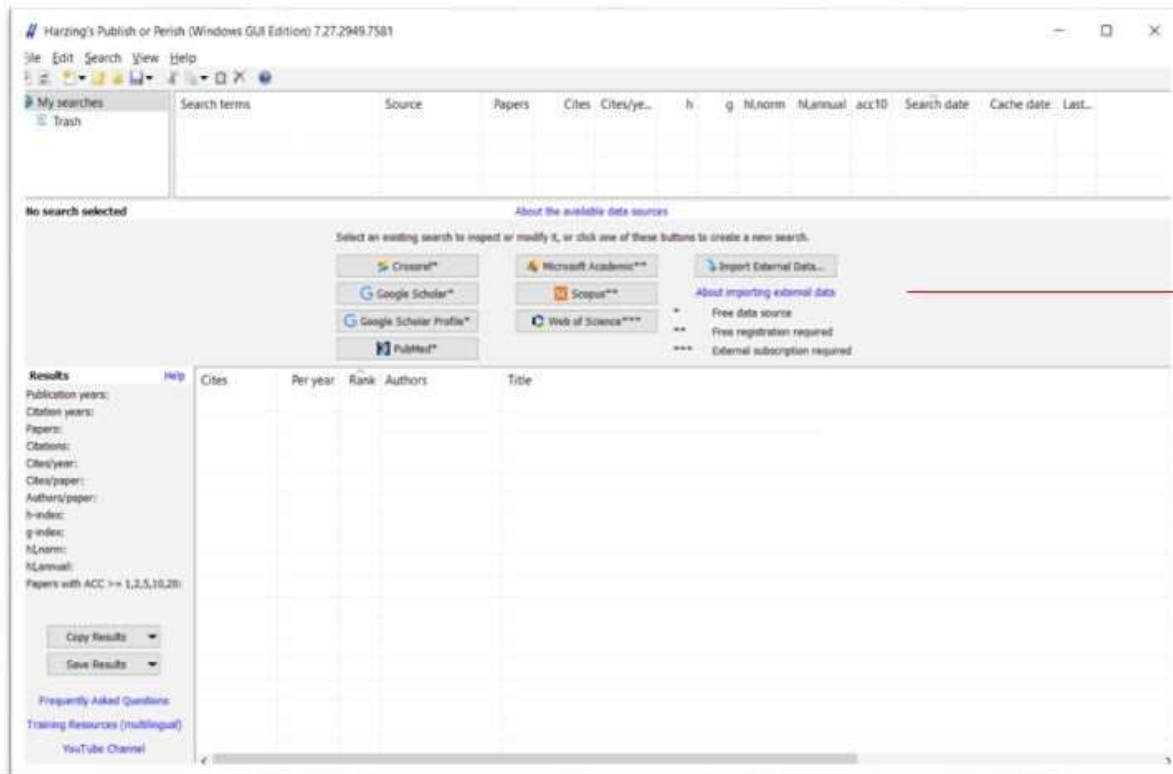 Harzing's Publish or Perish (Windows GUI Edition) 7.27.2949.7581
ile Edit Search View Help
My searches
Trash
Search terms Source Papers Cites Cites/ye... h g hI,norm hI,annual acc10 Search date Cache date Last...
No search selected About the available data sources
Select an existing search to inspect or modify it, or click one of these buttons to create a new search.
Crossref* Microsoft Academic** Import External Data...
Google Scholar* Scopus** About importing external data
* Free data source
Google Scholar Profile* Web of Science***
** Free registration required
PubMed* *** External subscription required
Results Help
Cites Per year Rank Authors Title
Publication years:
Citation years:
Papers:
Citations:
Cites/year:
Cites/paper:
Authors/paper:
h-index:
g-index:
hI,norm:
hI,annual:
Papers with ACC >= 1,2,5,10,20:
Copy Results
Save Results
Frequently Asked Questions
Training Resources (multilingual)
YouTube Channel